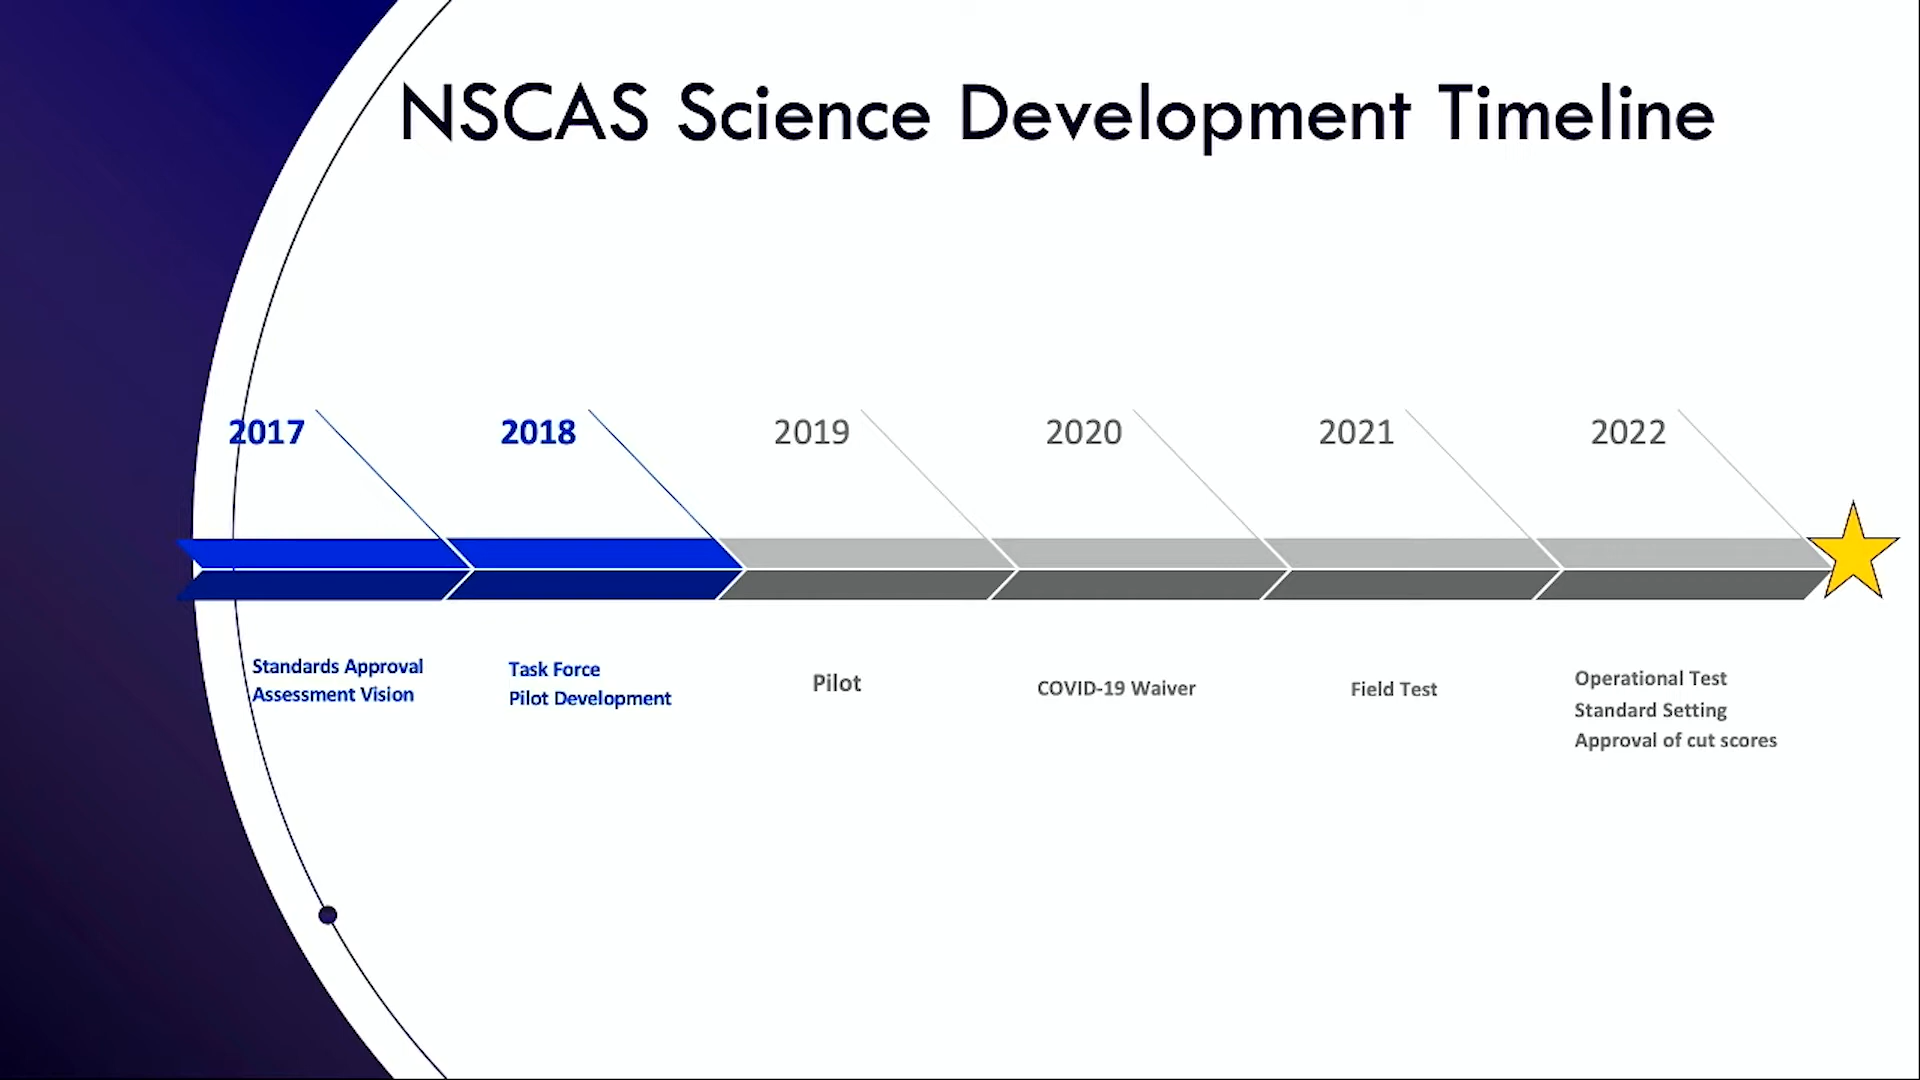 NSCAS Science Development Timeline
2017
2018
2019
2020
2021
2022
Standards Approval
Assessment Vision
Task Force
Pilot Development
Pilot
COVID-19 Waiver
Field Test
Operational Test
Standard Setting
Approval of cut scores